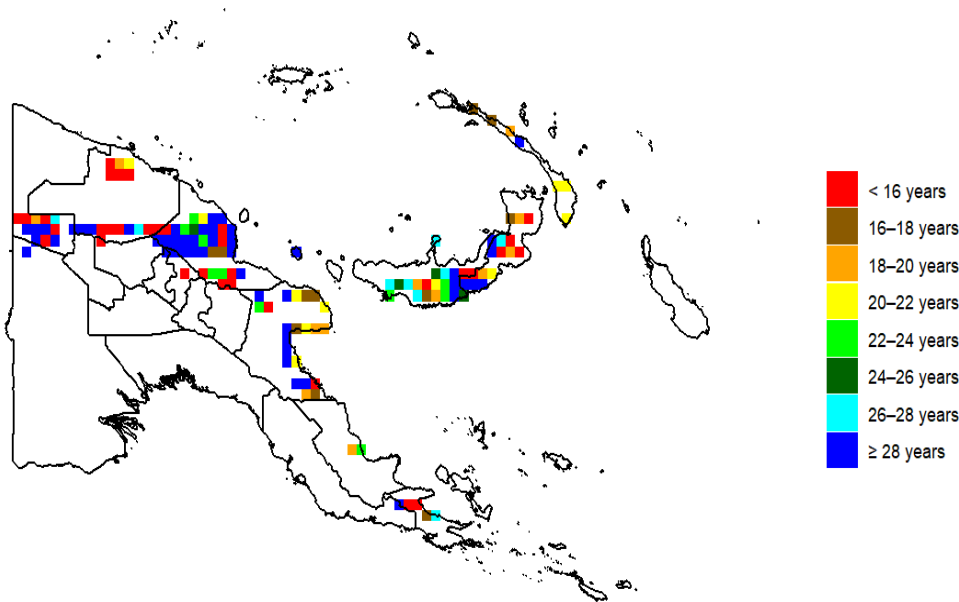 < 16 years
16–18 years
18–20 years
20–22 years
22–24 years
24–26 years
26–28 years
≥ 28 years